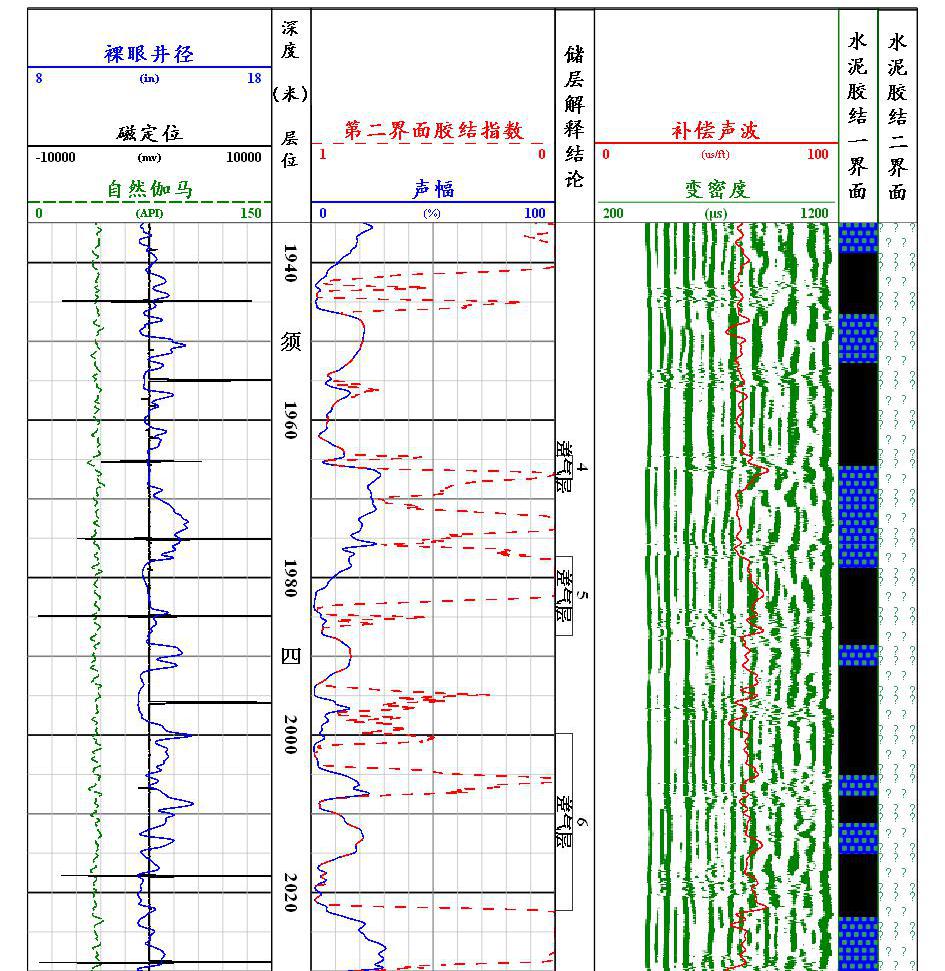 裸眼井径
8 (in) 18
磁定位
-10000 (mv) 10000
自然伽马
0 (API) 150
深度
(米)
层位
第二界面胶结指数
1 0
声幅
0 (%) 100
储层解释结论
补偿声波
0 (us/ft) 100
变密度
200 (μs) 1200
水泥胶结一界面
水泥胶结二界面
1940
须
1960
4
差气层
1980
5
差气层
四
2000
6
差气层
2020